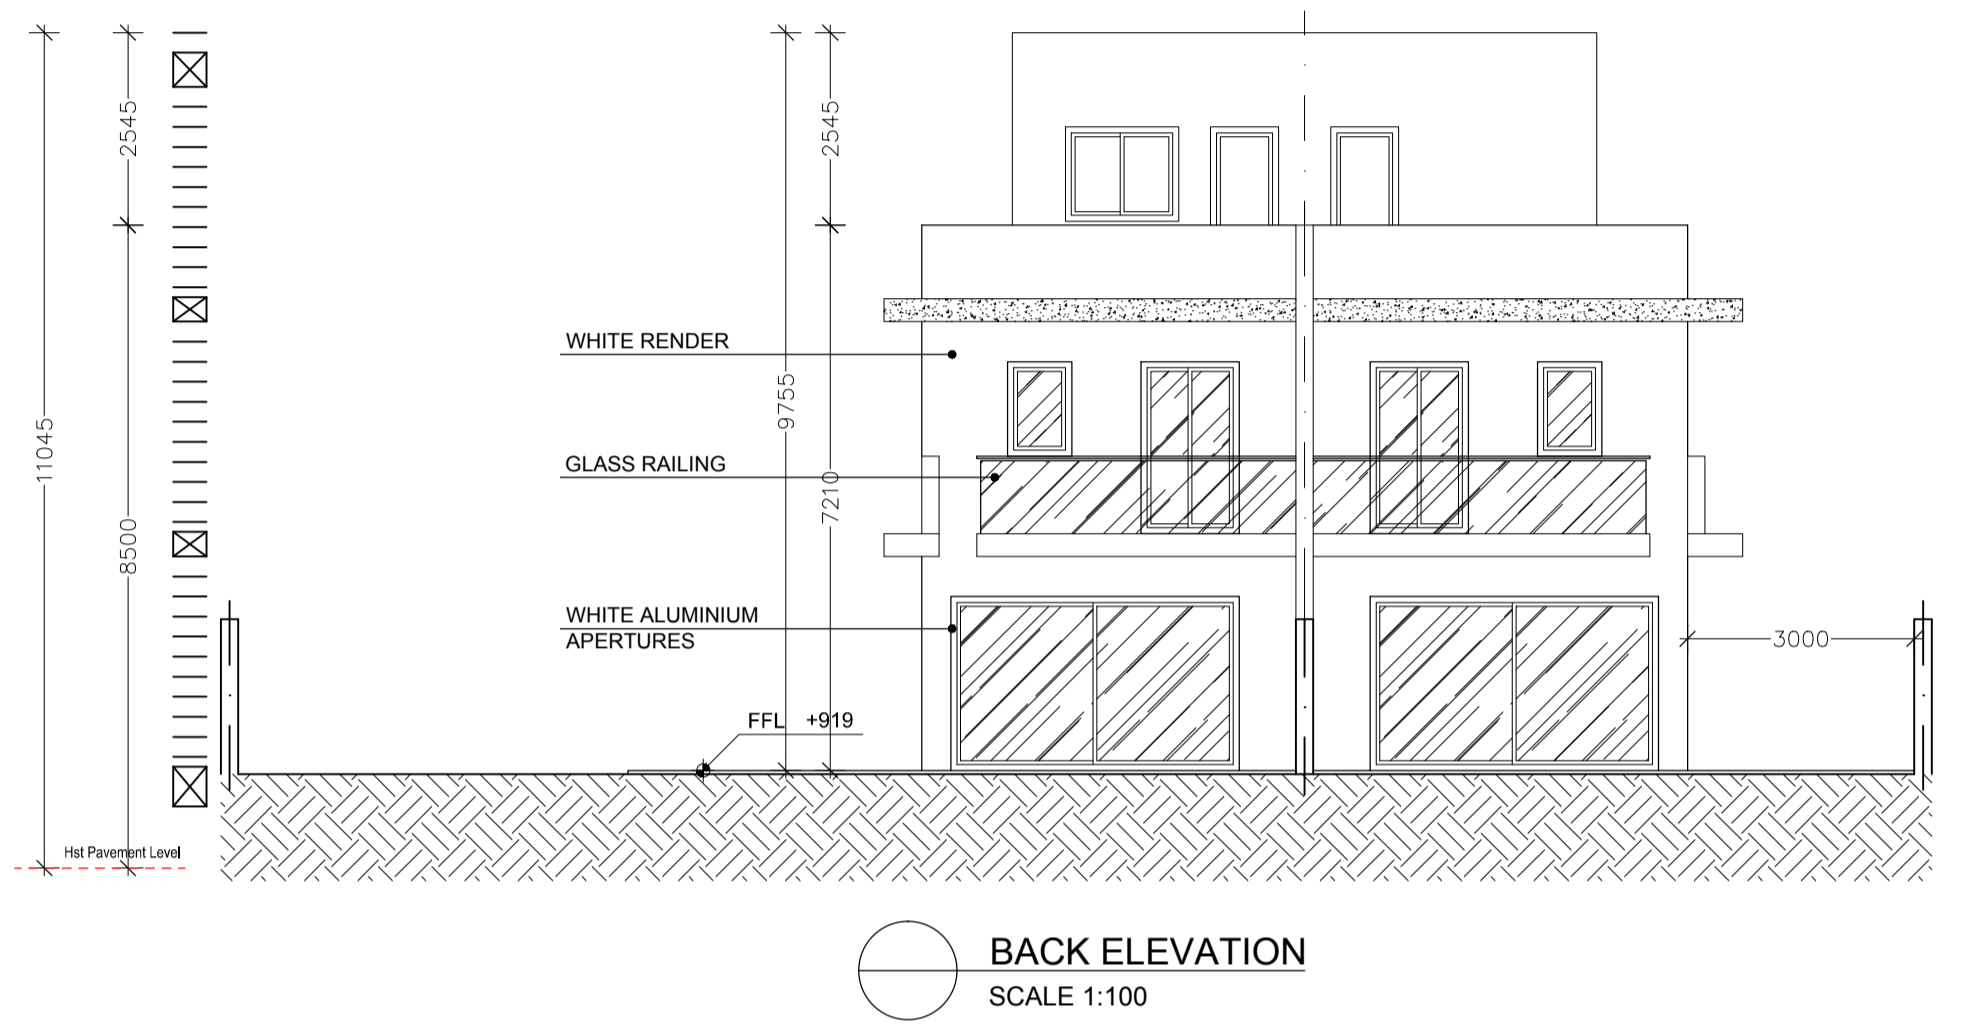 2545
2545
WHITE RENDER
9755
11045
GLASS RAILING
7210
8500
WHITE ALUMINIUM
APERTURES
3000
FFL +919
Hst Pavement Level
BACK ELEVATION
SCALE 1:100